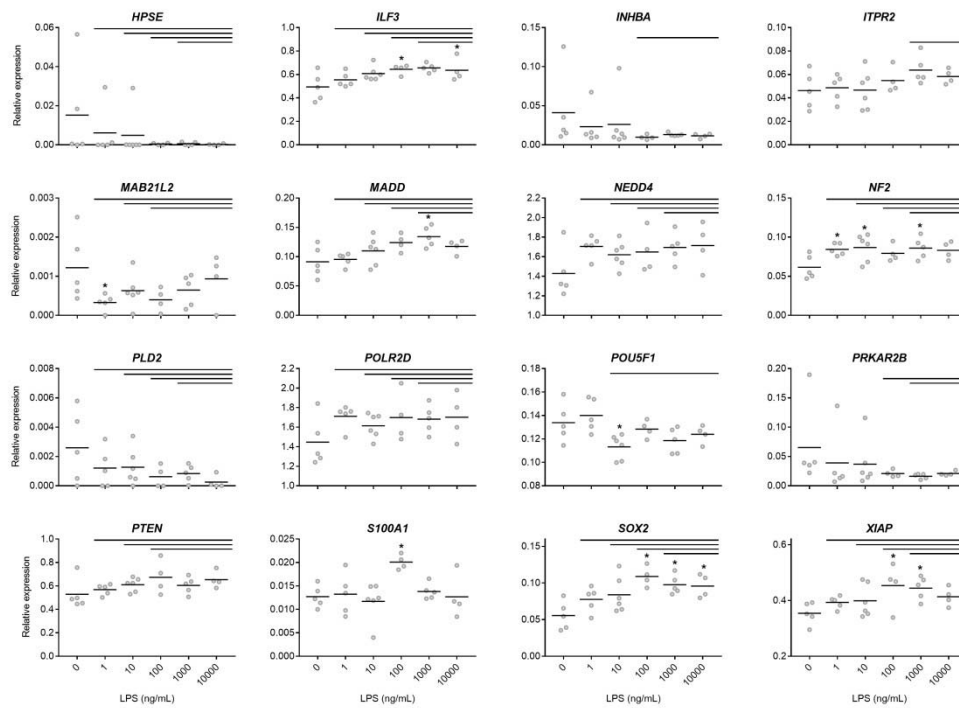 HPSE
ILF3
INHBA
ITPR2
Relative expression
0.06
0.04
0.02
0.00
1.0
0.8
0.6
0.4
0.2
0.0
* *
0.15
0.10
0.05
0.00
0.10
0.08
0.06
0.04
0.02
0.00
MAB21L2
MADD
NEDD4
NF2
Relative expression
0.003
0.002
0.001
0.000
*
0.20
0.15
0.10
0.05
0.00
*
2.0
1.8
1.6
1.4
1.2
1.0
0.15
0.10
0.05
0.00
* * *
PLD2
POLR2D
POU5F1
PRKAR2B
Relative expression
0.008
0.006
0.004
0.002
0.000
2.2
2.0
1.8
1.6
1.4
1.2
1.0
0.18
0.16
0.14
0.12
0.10
0.08
*
0.20
0.15
0.10
0.05
0.00
PTEN
S100A1
SOX2
XIAP
Relative expression
1.0
0.8
0.6
0.4
0.2
0.0
0.025
0.020
0.015
0.010
0.005
0.000
*
0.15
0.10
0.05
0.00
* * *
0.6
0.4
0.2
* *
0 1 10 100 1000 10000
0 1 10 100 1000 10000
0 1 10 100 1000 10000
0 1 10 100 1000 10000
LPS (ng/mL)
LPS (ng/mL)
LPS (ng/mL)
LPS (ng/mL)